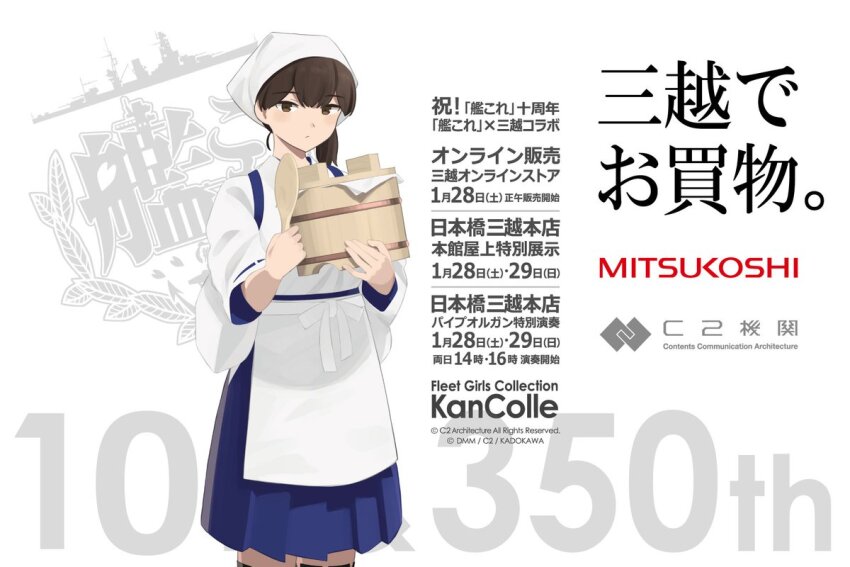 艦こ
祝!「艦これ」十周年
「艦これ」×三越コラボ
オンライン販売
三越オンラインストア
1月28日(土) 正午販売開始
日本橋三越本店
本館屋上特別展示
1月28日(土)・29日(日)
日本橋三越本店
パイプオルガン特別演奏
1月28日(土)・29日(日)
両日14時・16時 演奏開始
Fleet Girls Collection
KanColle
© C2 Architecture All Rights Reserved.
© DMM / C2 / KADOKAWA
三越で
お買物。
MITSUKOSHI
C2機関
Contents Communication Architecture
10 & 350th